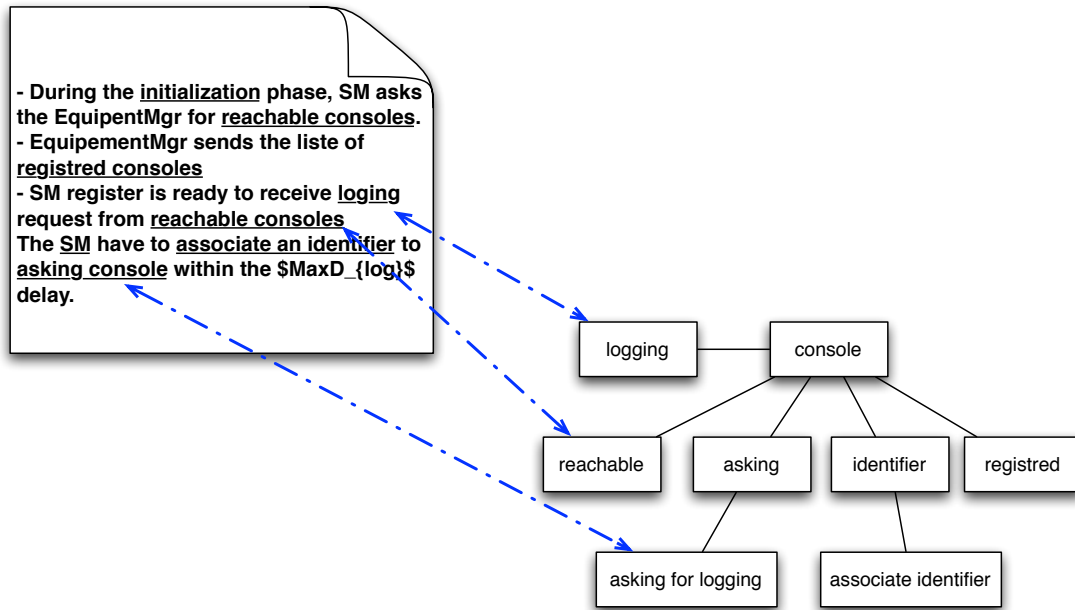 - During the initialization phase, SM asks
the EquipentMgr for reachable consoles.
- EquipementMgr sends the liste of
registred consoles
- SM register is ready to receive loging
request from reachable consoles
The SM have to associate an identifier to
asking console within the $MaxD_{log}$
delay.
logging
console
reachable
asking
identifier
registred
asking for logging
associate identifier